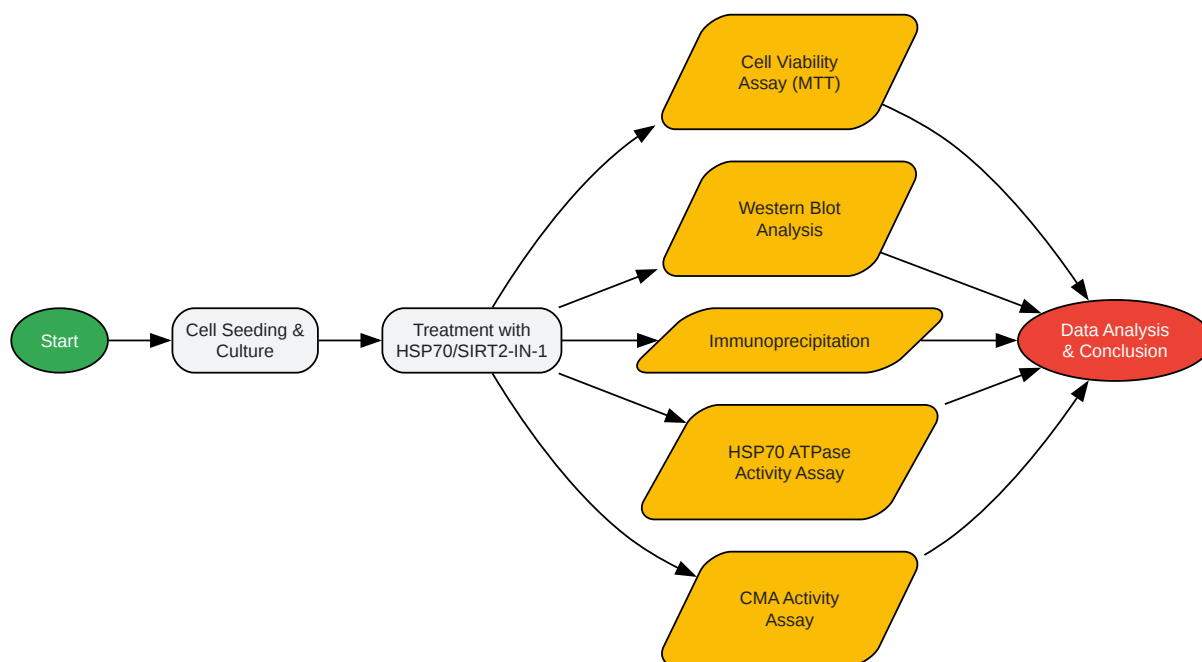 Start
Cell Seeding &
Culture
Treatment with
HSP70/SIRT2-IN-1
Cell Viability
Assay (MTT)
Western Blot
Analysis
Immunoprecipitation
HSP70 ATPase
Activity Assay
CMA Activity
Assay
Data Analysis
& Conclusion